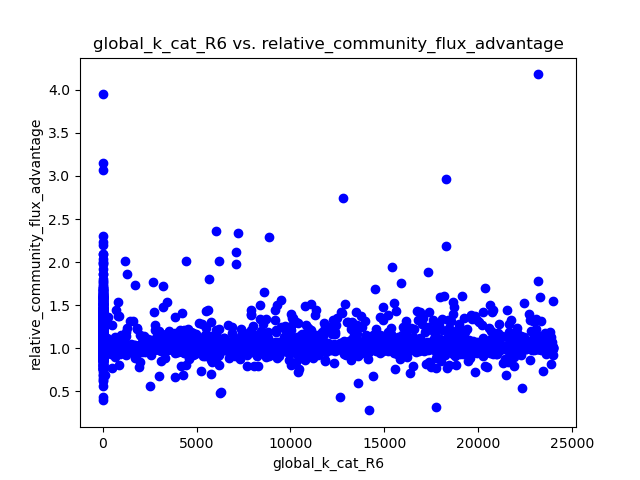 global_k_cat_R6 vs. relative_community_flux_advantage
4.0
3.5
3.0
2.5
2.0
1.5
1.0
0.5
relative_community_flux_advantage
0 5000 10000 15000 20000 25000
global_k_cat_R6